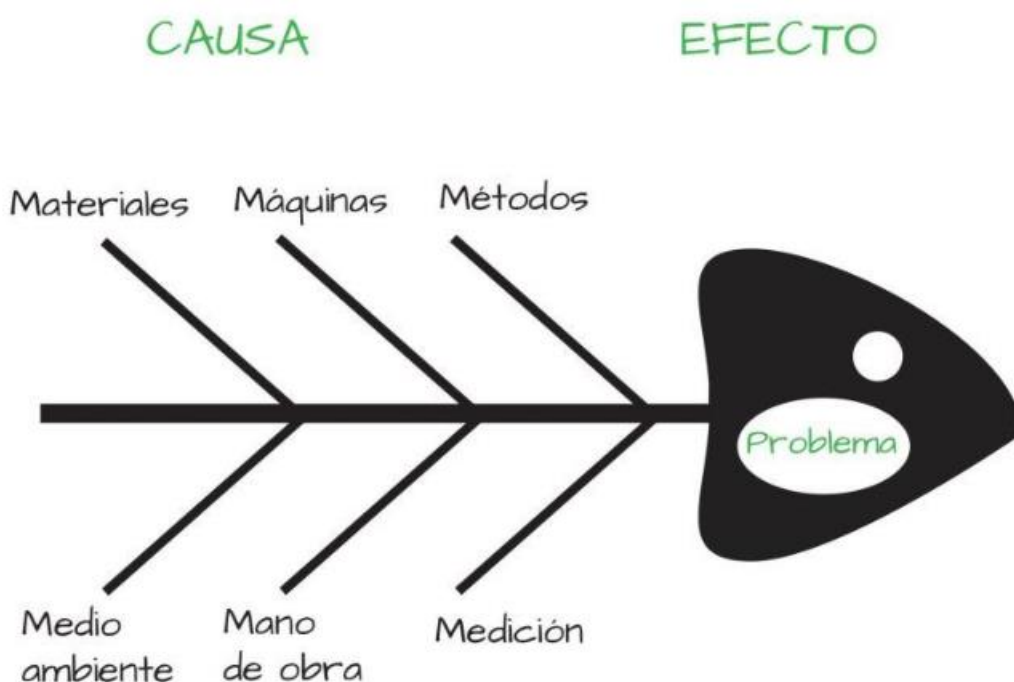 CAUSA
EFECTO
Materiales
Máquinas
Métodos
Problema
Medio
ambiente
Mano
de obra
Medición